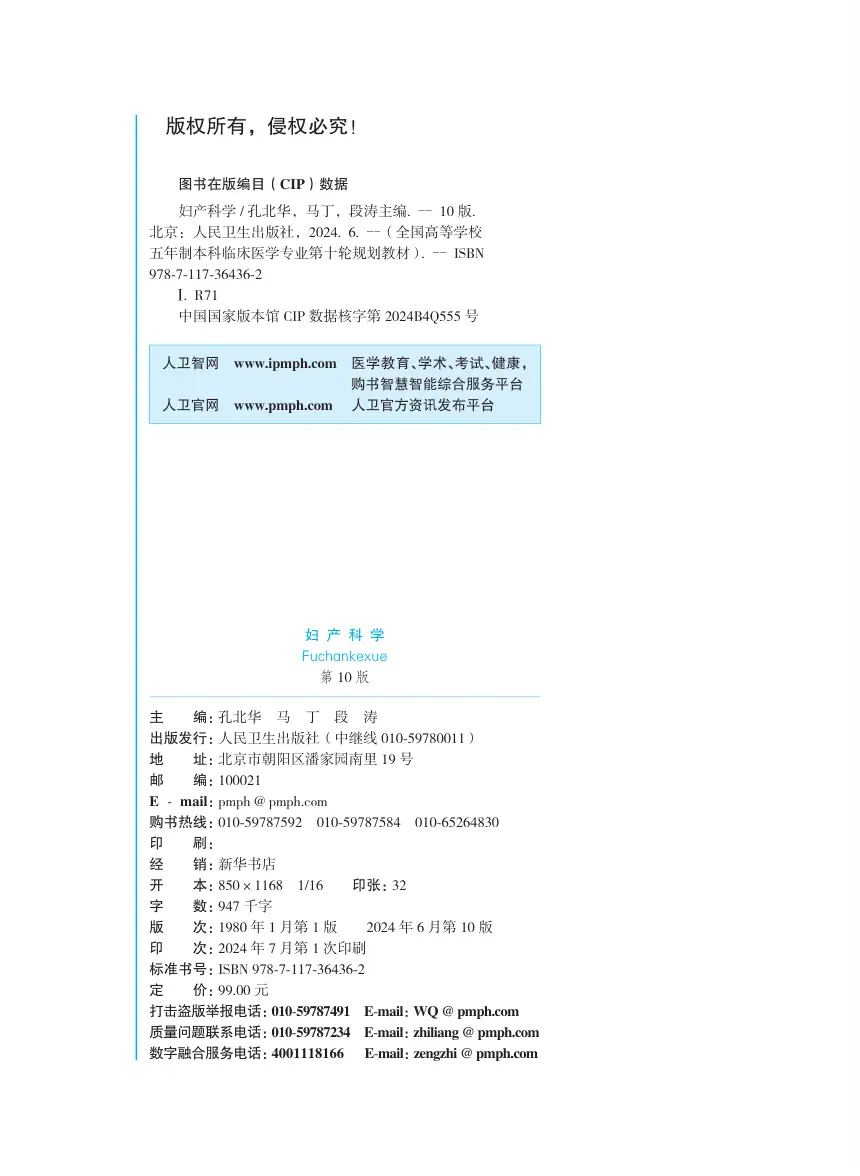 版权所有，侵权必究！
图书在版编目（CIP）数据
妇产科学 / 孔北华，马丁，段涛主编. -- 10 版.
北京：人民卫生出版社，2024. 6. --（全国高等学校
五年制本科临床医学专业第十轮规划教材）. -- ISBN
978-7-117-36436-2
Ⅰ. R71
中国国家版本馆 CIP 数据核字第 2024B4Q555 号
人卫智网 www.ipmph.com 医学教育、学术、考试、健康，
购书智慧智能综合服务平台
人卫官网 www.pmph.com 人卫官方资讯发布平台
妇产科学
Fuchankexue
第 10 版
主 编：孔北华 马 丁 段 涛
出版发行：人民卫生出版社（中继线 010-59780011）
地 址：北京市朝阳区潘家园南里 19 号
邮 编：100021
E - mail：pmph @ pmph.com
购书热线：010-59787592 010-59787584 010-65264830
印 刷：
经 销：新华书店
开 本：850 × 1168 1/16 印张：32
字 数：947 千字
版 次：1980 年 1 月第 1 版 2024 年 6 月第 10 版
印 次：2024 年 7 月第 1 次印刷
标准书号：ISBN 978-7-117-36436-2
定 价：99.00 元
打击盗版举报电话：010-59787491 E-mail：WQ @ pmph.com
质量问题联系电话：010-59787234 E-mail：zhiliang @ pmph.com
数字融合服务电话：4001118166 E-mail：zengzhi @ pmph.com